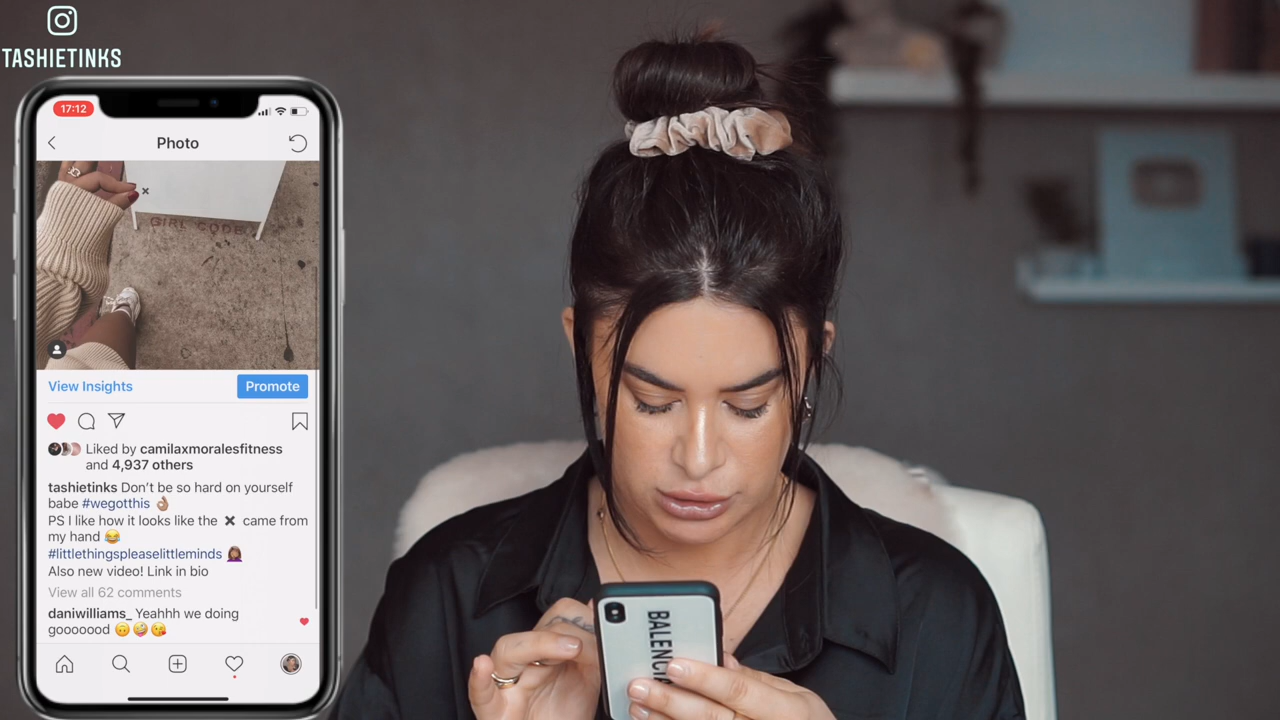 TASHIETINKS
17:12
Photo
GIRL CODE
View Insights
Promote
Liked by camilaxmoralesfitness
and 4,937 others
tashietinks Don't be so hard on yourself
babe #wegotthis 👌🏽
PS I like how it looks like the ✖️ came from
my hand 😂
#littlethingspleaselittleminds 💁🏽‍♀️
Also new video! Link in bio
View all 62 comments
daniwilliams_ Yeahhh we doing
gooooood 🙃🤪😘
BALENCIA